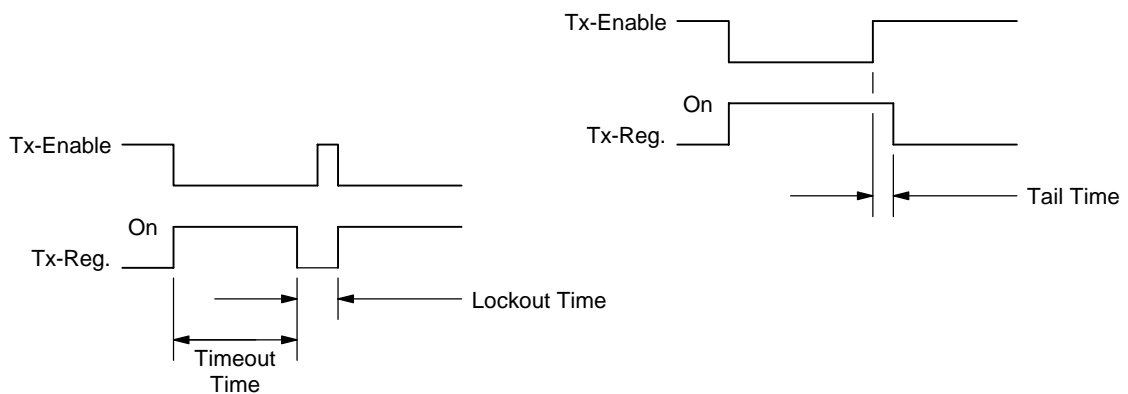 Tx-Enable
On
Tx-Reg.
Lockout Time
Timeout
Time
Tx-Enable
On
Tx-Reg.
Tail Time